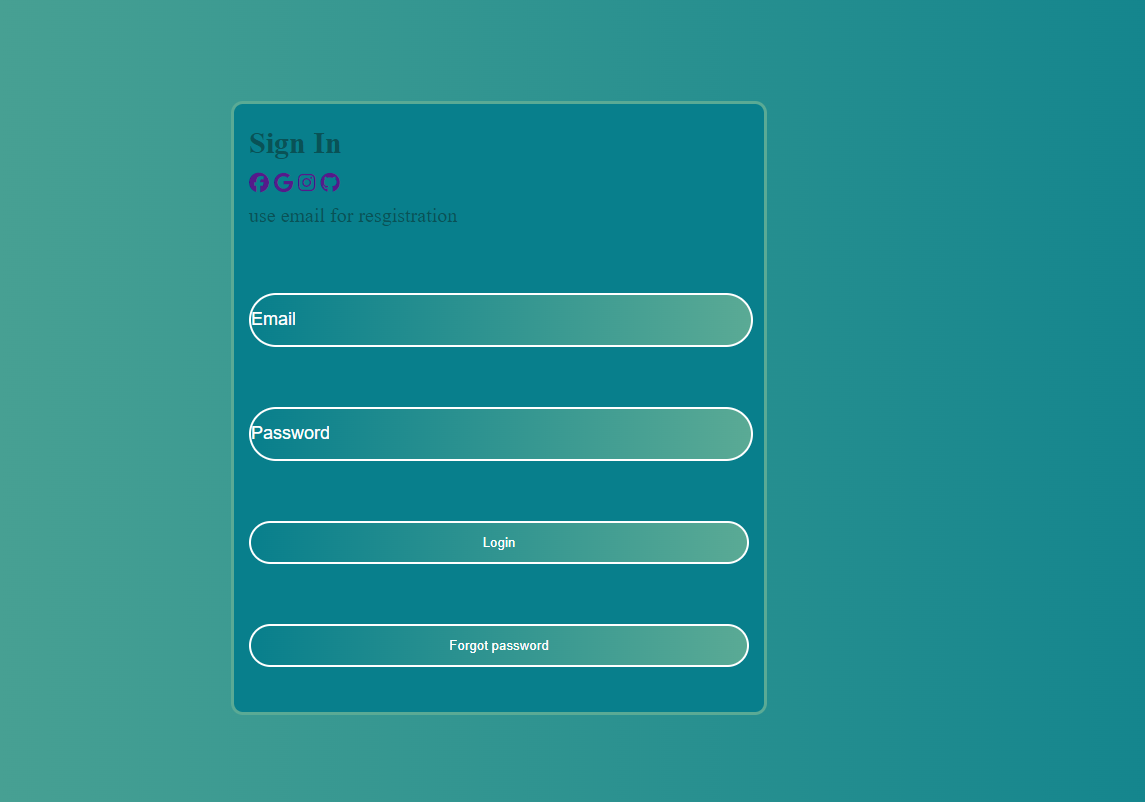 Sign In
use email for resgistration
Email
Password
Login
Forgot password